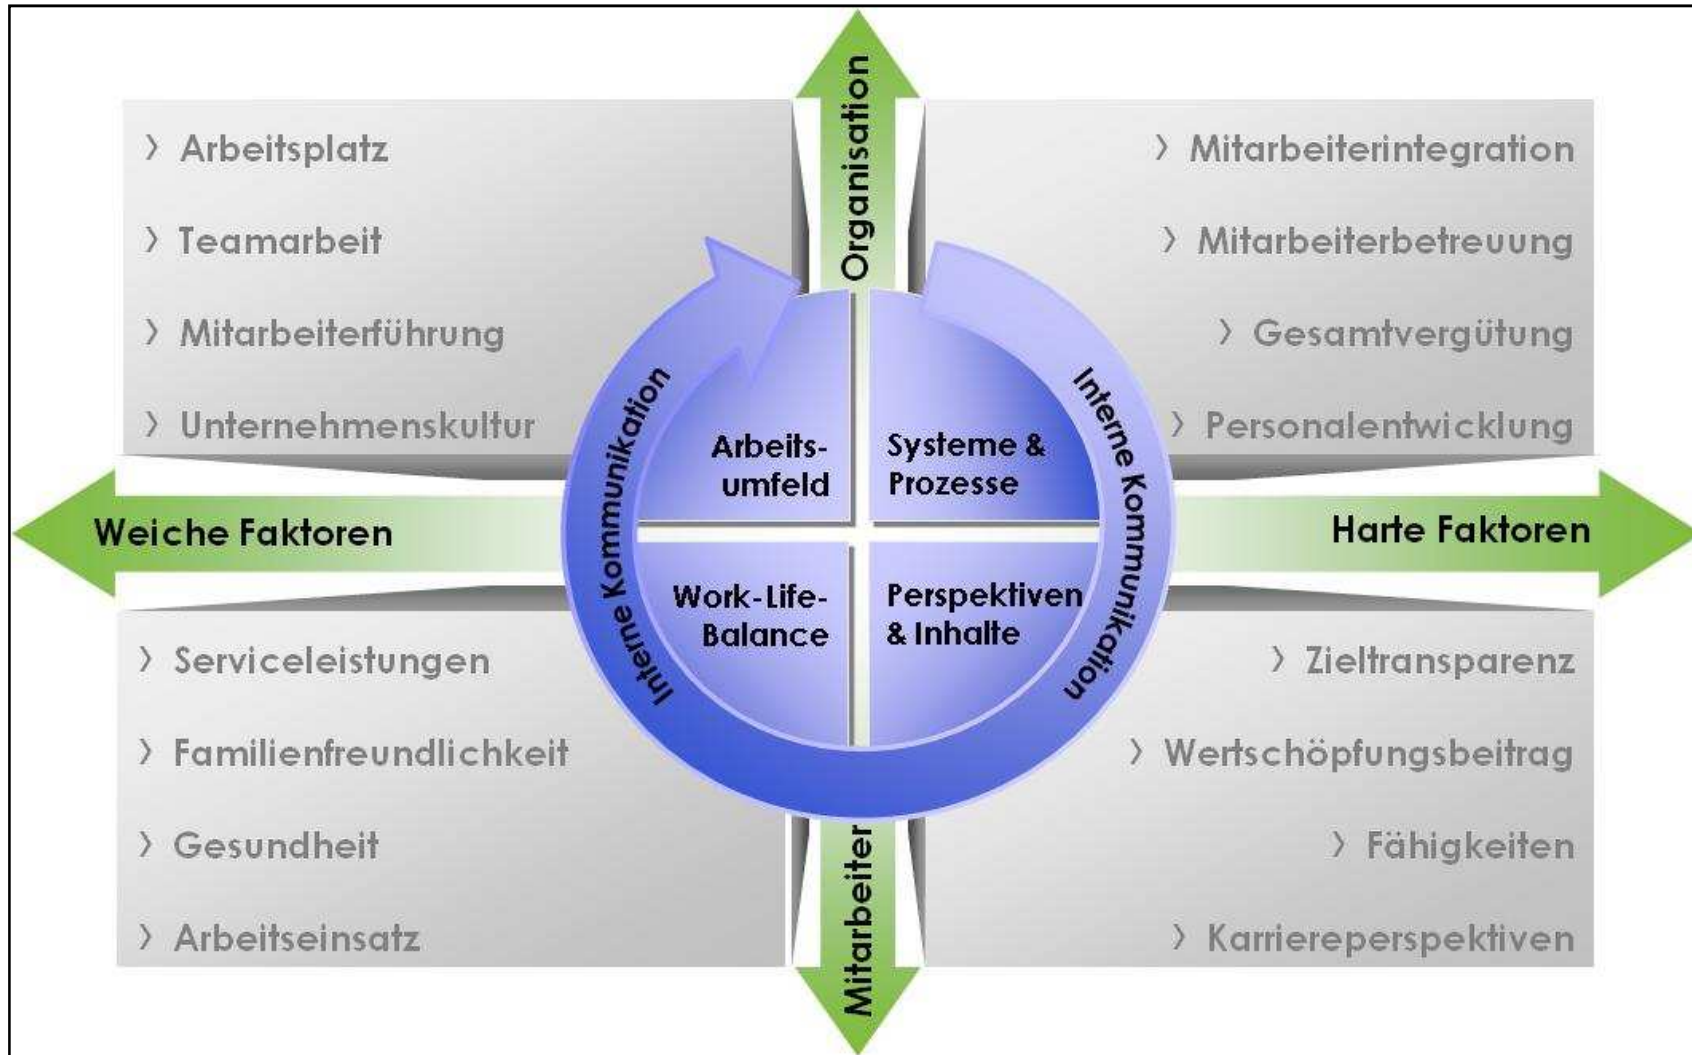 Organisation
› Arbeitsplatz
› Teamarbeit
› Mitarbeiterführung
› Unternehmenskultur
› Mitarbeiterintegration
› Mitarbeiterbetreuung
› Gesamtvergütung
› Personalentwicklung
Interne Kommunikation
Arbeits-
umfeld
Systeme &
Prozesse
Interne Kommunikation
Weiche Faktoren
Harte Faktoren
Work-Life-
Balance
Perspektiven
& Inhalte
› Serviceleistungen
› Familienfreundlichkeit
› Gesundheit
› Arbeitseinsatz
› Zieltransparenz
› Wertschöpfungsbeitrag
› Fähigkeiten
› Karriereperspektiven
Mitarbeiter